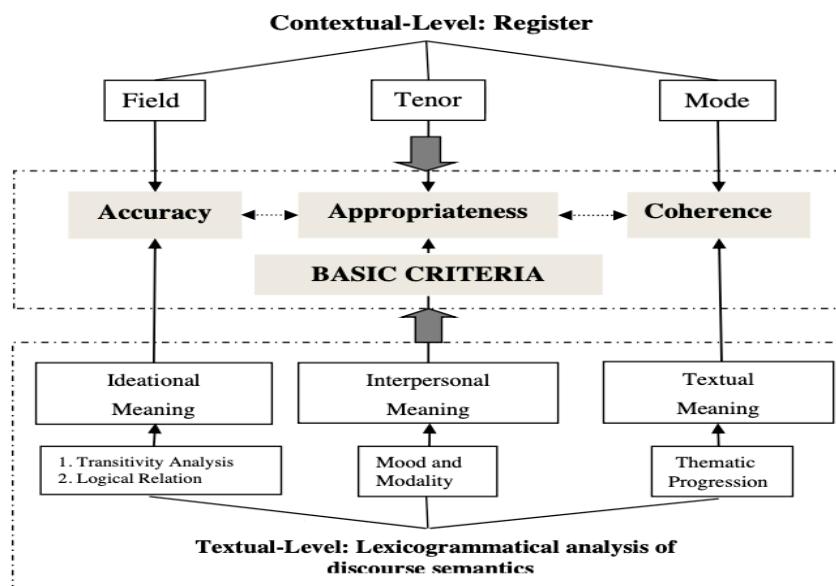 Contextual-Level: Register
Field
Tenor
Mode
Accuracy
Appropriateness
Coherence
BASIC CRITERIA
Ideational
Meaning
Interpersonal
Meaning
Textual
Meaning
1. Transitivity Analysis
2. Logical Relation
Mood and
Modality
Thematic
Progression
Textual-Level: Lexicogrammatical analysis of
discourse semantics